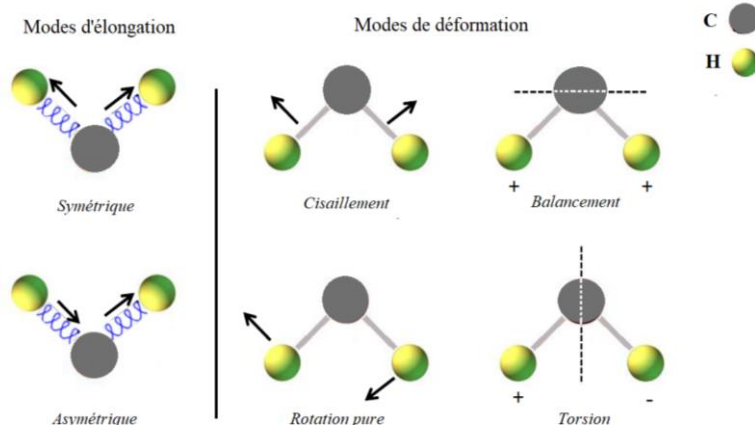 Modes d'élongation
Modes de déformation
C
H
Symétrique
Cisaillement
+ +
Balancement
Asymétrique
Rotation pure
+ -
Torsion